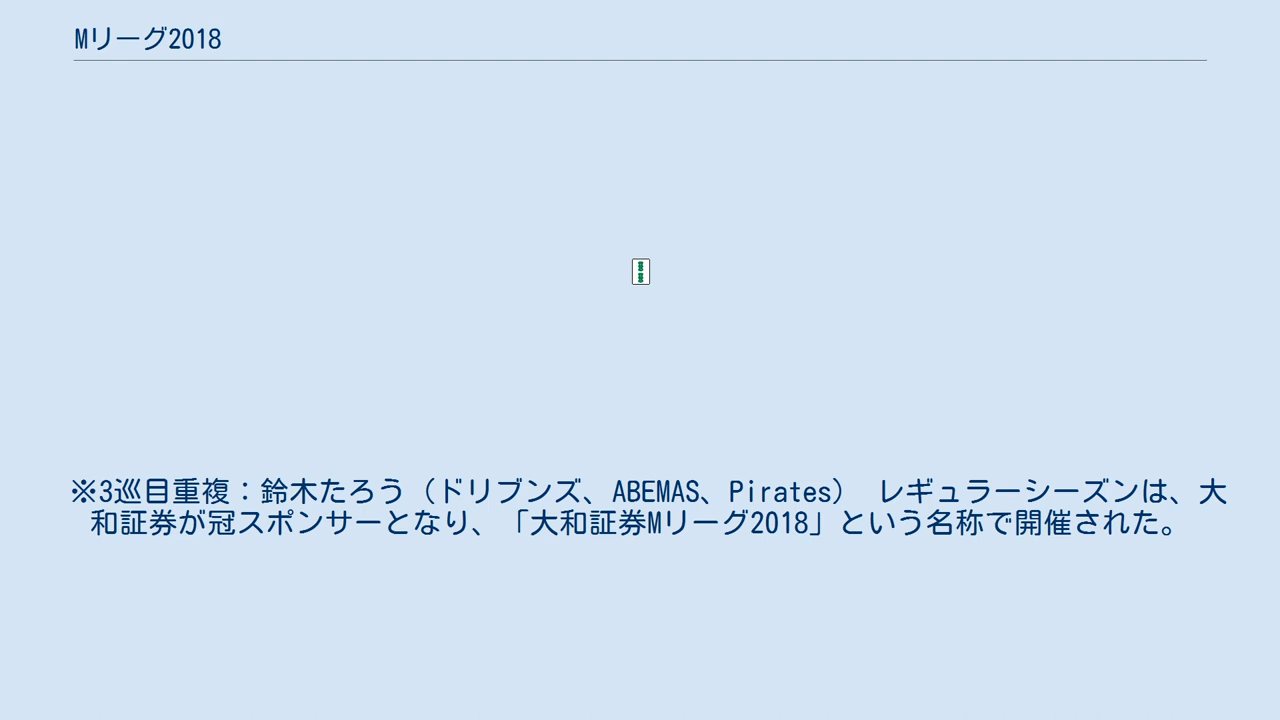 Mリーグ2018
※3巡目重複：鈴木たろう（ドリブンズ、ABEMAS、Pirates）　レギュラーシーズンは、大
和証券が冠スポンサーとなり、「大和証券Mリーグ2018」という名称で開催された。